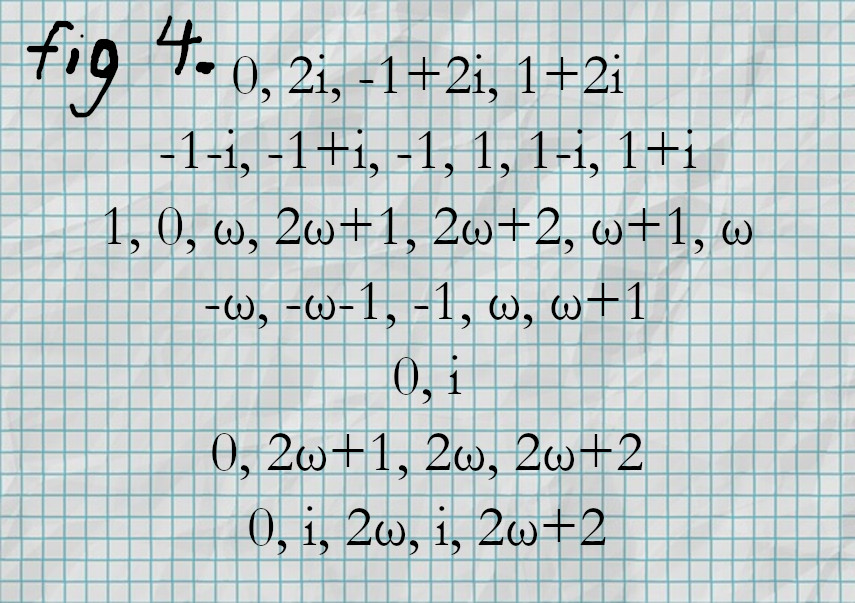 fig 4.
0, 2i, -1+2i, 1+2i
-1-i, -1+i, -1, 1, 1-i, 1+i
1, 0, ω, 2ω+1, 2ω+2, ω+1, ω
-ω, -ω-1, -1, ω, ω+1
0, i
0, 2ω+1, 2ω, 2ω+2
0, i, 2ω, i, 2ω+2